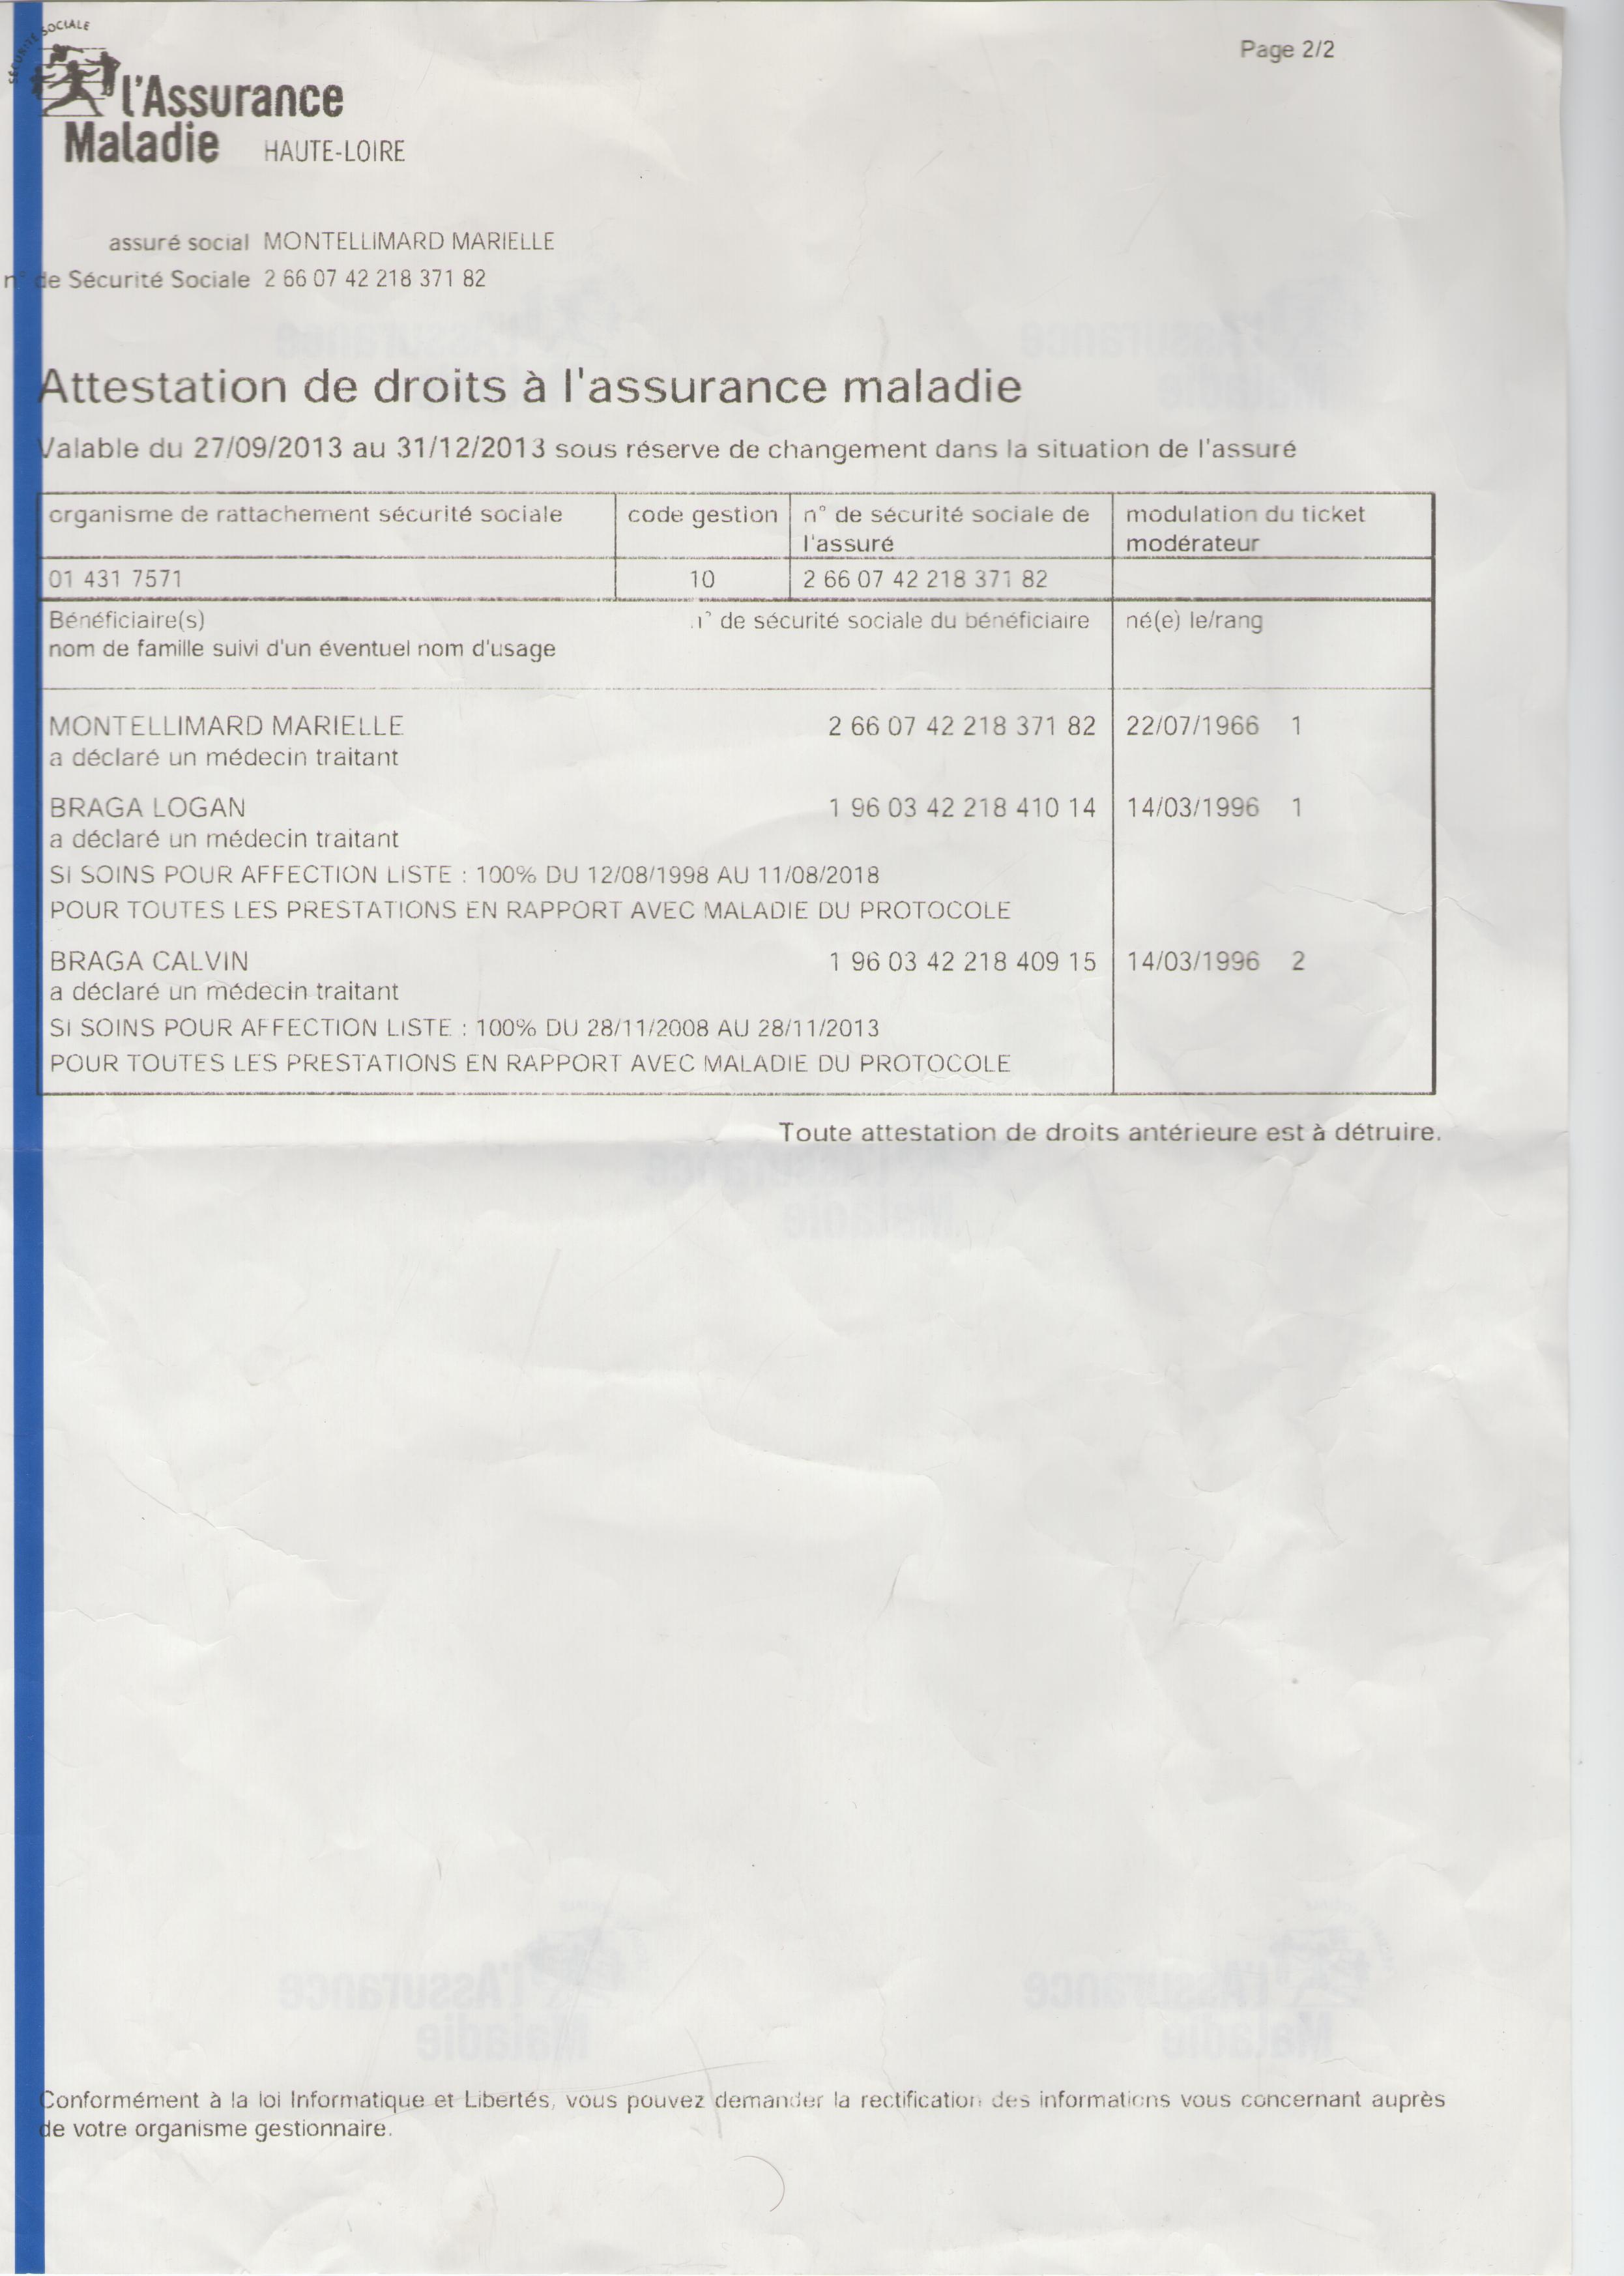 Page 2/2
SÉCURITÉ SOCIALE
l'Assurance
Maladie HAUTE-LOIRE
assuré social MONTELLIMARD MARIELLE
n° de Sécurité Sociale 2 66 07 42 218 371 82
Attestation de droits à l'assurance maladie
Valable du 27/09/2013 au 31/12/2013 sous réserve de changement dans la situation de l'assuré
organisme de rattachement sécurité sociale code gestion n° de sécurité sociale de modulation du ticket
l'assuré modérateur
01 431 7571 10 2 66 07 42 218 371 82
Bénéficiaire(s) n° de sécurité sociale du bénéficiaire né(e) le/rang
nom de famille suivi d'un éventuel nom d'usage
MONTELLIMARD MARIELLE 2 66 07 42 218 371 82 22/07/1966 1
a déclaré un médecin traitant
BRAGA LOGAN 1 96 03 42 218 410 14 14/03/1996 1
a déclaré un médecin traitant
SI SOINS POUR AFFECTION LISTE : 100% DU 12/08/1998 AU 11/08/2018
POUR TOUTES LES PRESTATIONS EN RAPPORT AVEC MALADIE DU PROTOCOLE
BRAGA CALVIN 1 96 03 42 218 409 15 14/03/1996 2
a déclaré un médecin traitant
SI SOINS POUR AFFECTION LISTE : 100% DU 28/11/2008 AU 28/11/2013
POUR TOUTES LES PRESTATIONS EN RAPPORT AVEC MALADIE DU PROTOCOLE
Toute attestation de droits antérieure est à détruire.
Conformément à la loi Informatique et Libertés, vous pouvez demander la rectification des informations vous concernant auprès
de votre organisme gestionnaire.